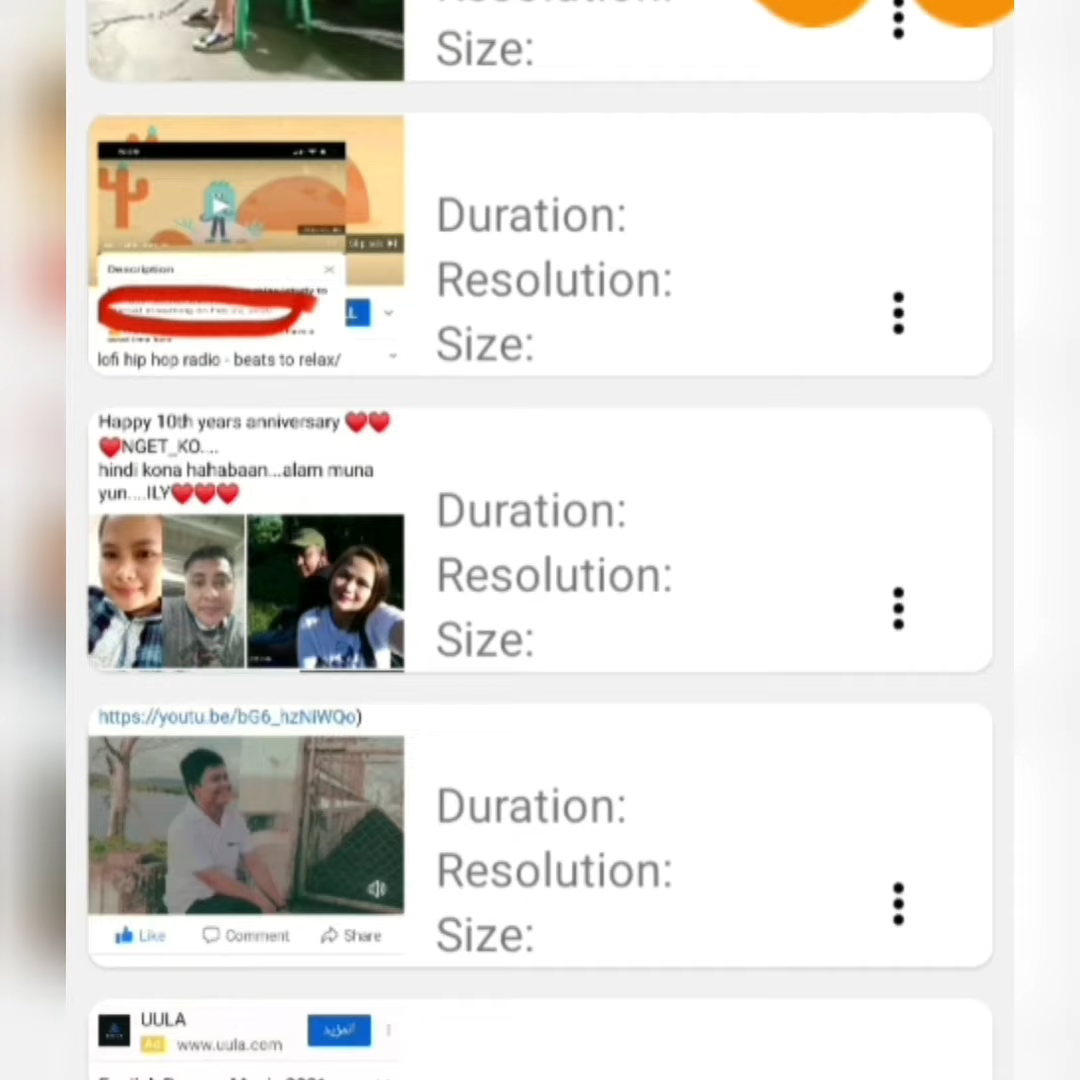 Size:
Duration:
Resolution:
Size:
Description
lofi hip hop radio - beats to relax/
Happy 10th years anniversary ❤️❤️
❤️NGET_KO....
hindi kona hahabaan...alam muna
yun....ILY❤️❤️❤️
Duration:
Resolution:
Size:
https://youtu.be/bG6_hzNIWQo)
Duration:
Resolution:
Size:
Like Comment Share
UULA
المزيد
Ad www.uula.com